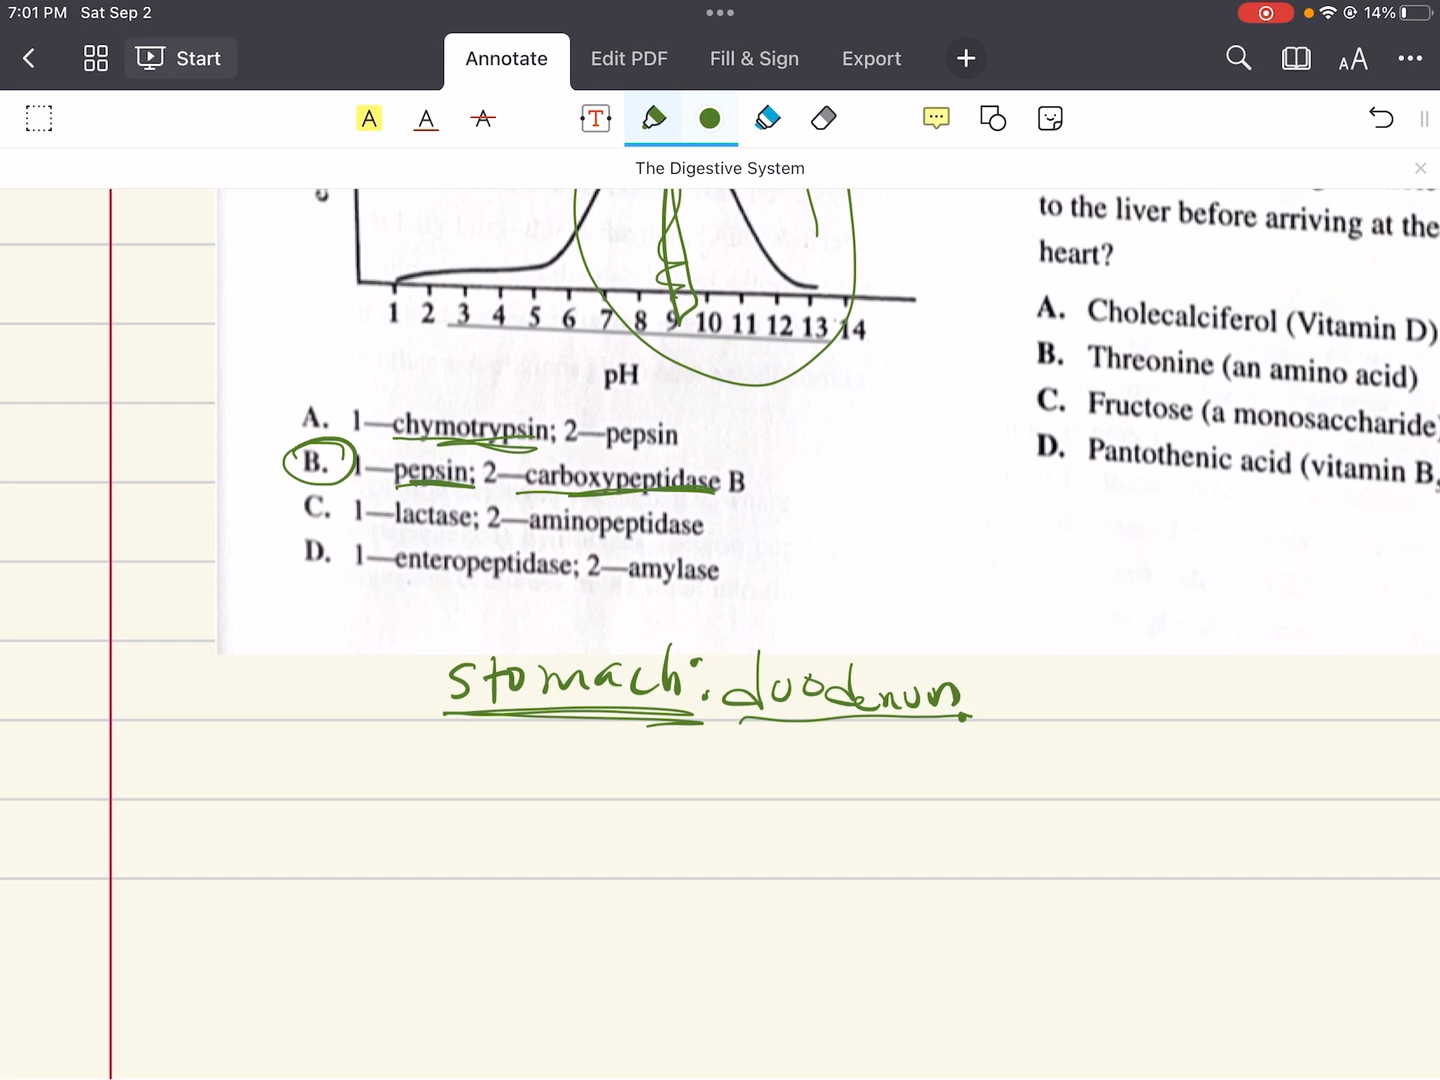 7:01 PM Sat Sep 2
14%
Start
Annotate
Edit PDF
Fill & Sign
Export
The Digestive System
1 2 3 4 5 6 7 8 9 10 11 12 13 14
pH
A. 1—chymotrypsin; 2—pepsin
B. 1—pepsin; 2—carboxypeptidase B
C. 1—lactase; 2—aminopeptidase
D. 1—enteropeptidase; 2—amylase
to the liver before arriving at the
heart?
A. Cholecalciferol (Vitamin D)
B. Threonine (an amino acid)
C. Fructose (a monosaccharide)
D. Pantothenic acid (vitamin B
stomach: duodenum